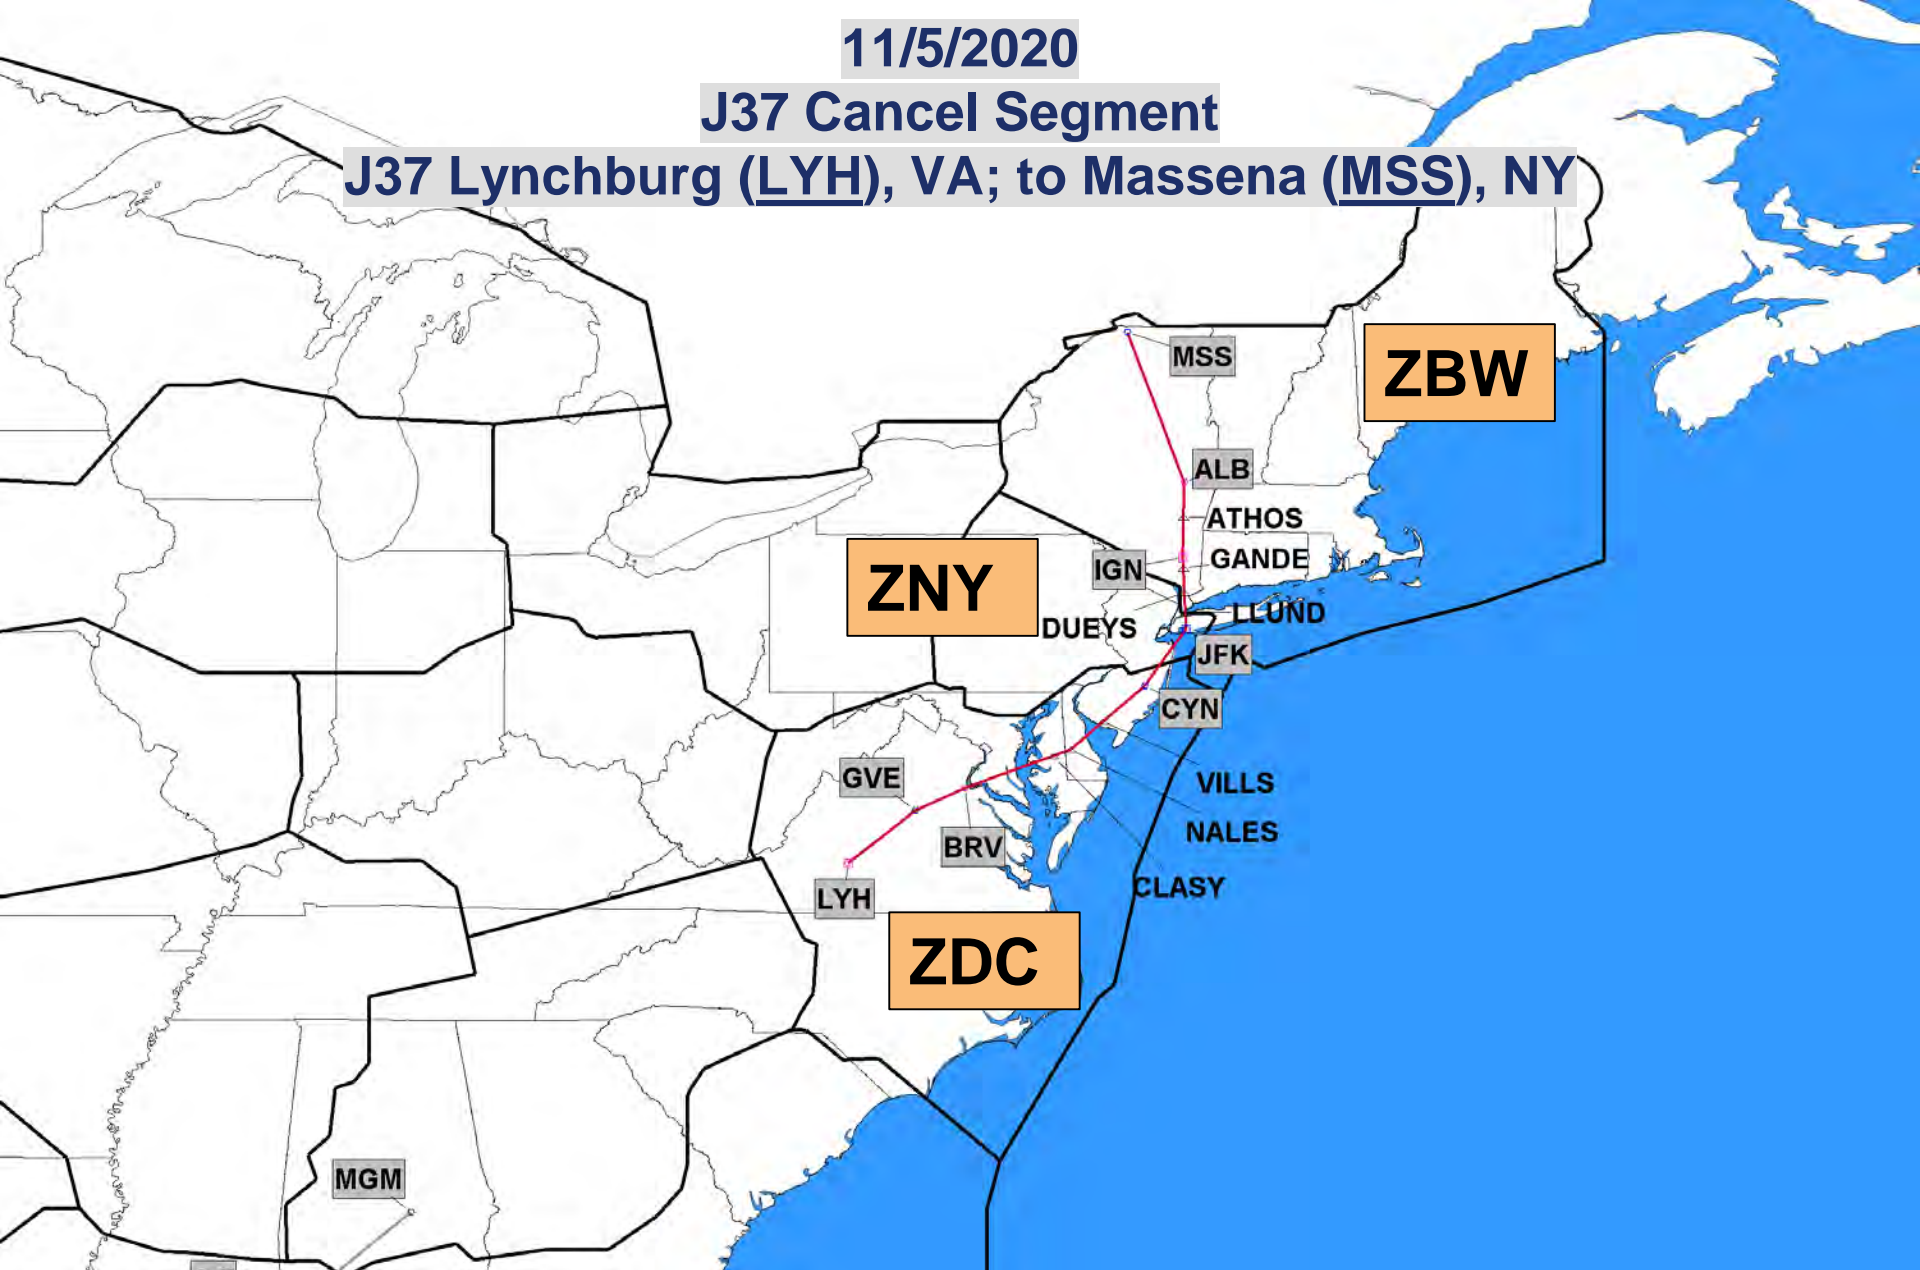 11/5/2020
J37 Cancel Segment
J37 Lynchburg (LYH), VA; to Massena (MSS), NY
MSS
ZBW
ALB
ATHOS
GANDE
IGN
ZNY
LLUND
DUEYS
JFK
CYN
GVE
VILLS
NALES
BRV
CLASY
LYH
ZDC
MGM